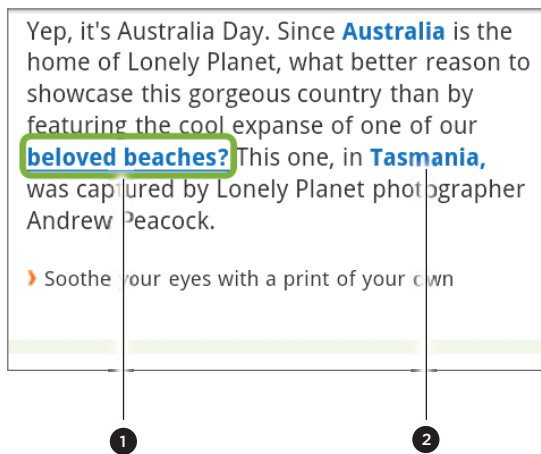 Yep, it's Australia Day. Since Australia is the
home of Lonely Planet, what better reason to
showcase this gorgeous country than by
featuring the cool expanse of one of our
beloved beaches? This one, in Tasmania,
was captured by Lonely Planet photographer
Andrew Peacock.
› Soothe your eyes with a print of your own
1 2